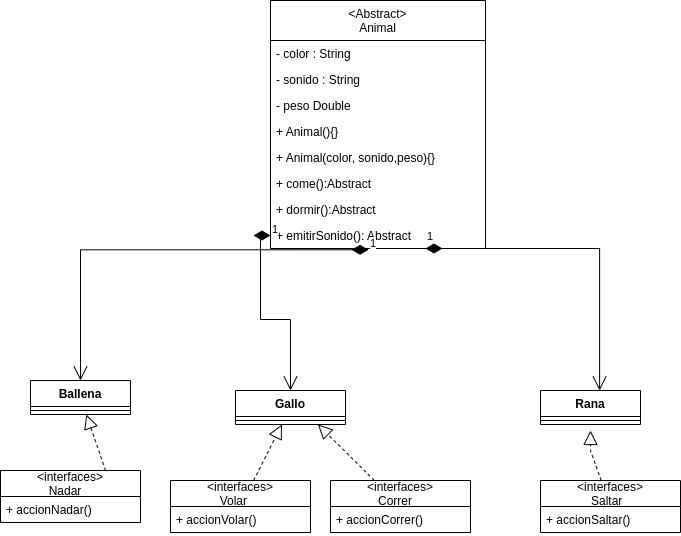 <Abstract>
Animal
- color : String
- sonido : String
- peso Double
+ Animal(){}
+ Animal(color, sonido,peso){}
+ come():Abstract
+ dormir():Abstract
+ emitirSonido(): Abstract
1
1
1
Ballena
Gallo
Rana
<interfaces>
Nadar
+ accionNadar()
<interfaces>
Volar
+ accionVolar()
<interfaces>
Correr
+ accionCorrer()
<interfaces>
Saltar
+ accionSaltar()